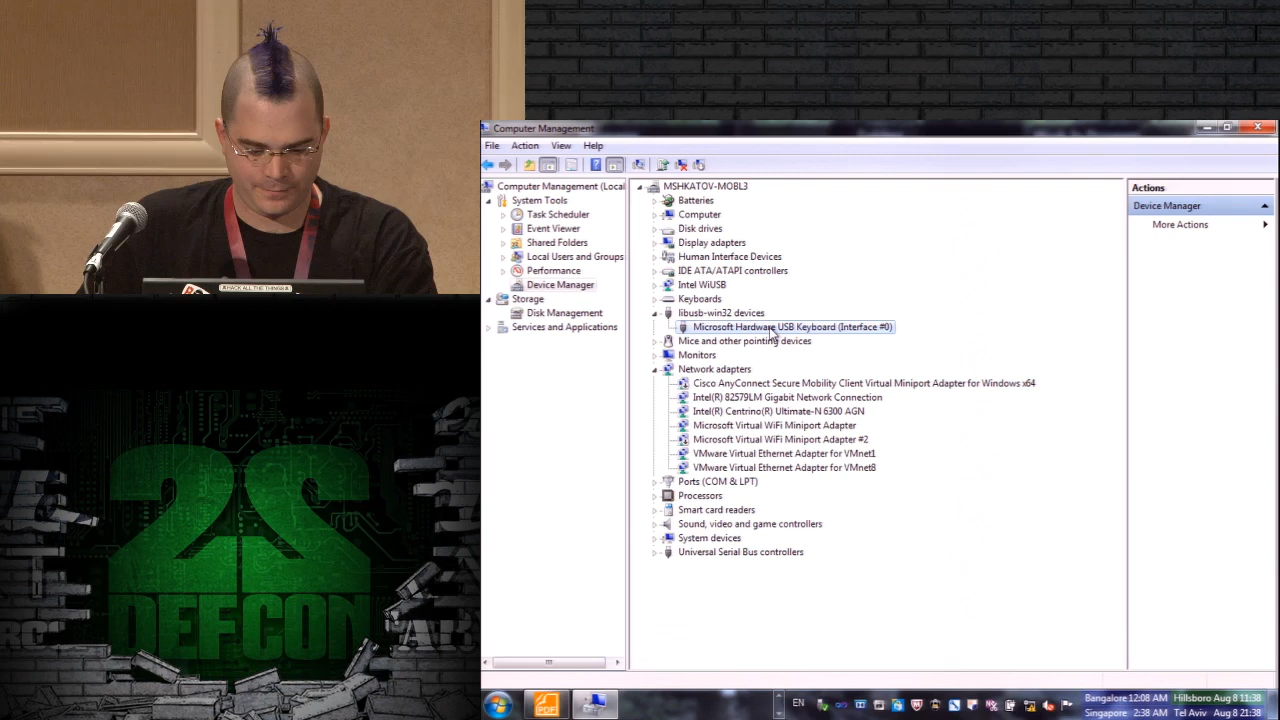 HACK ALL THE THINGS
Computer Management
File Action View Help
Computer Management (Local
System Tools
Task Scheduler
Event Viewer
Shared Folders
Local Users and Groups
Performance
Device Manager
Storage
Disk Management
Services and Applications
MSHKATOV-MOBL3
Batteries
Computer
Disk drives
Display adapters
Human Interface Devices
IDE ATA/ATAPI controllers
Intel WiUSB
Keyboards
libusb-win32 devices
Microsoft Hardware USB Keyboard (Interface #0)
Mice and other pointing devices
Monitors
Network adapters
Cisco AnyConnect Secure Mobility Client Virtual Miniport Adapter for Windows x64
Intel(R) 82579LM Gigabit Network Connection
Intel(R) Centrino(R) Ultimate-N 6300 AGN
Microsoft Virtual WiFi Miniport Adapter
Microsoft Virtual WiFi Miniport Adapter #2
VMware Virtual Ethernet Adapter for VMnet1
VMware Virtual Ethernet Adapter for VMnet8
Ports (COM & LPT)
Processors
Smart card readers
Sound, video and game controllers
System devices
Universal Serial Bus controllers
Actions
Device Manager
More Actions
DEFCON
PDF
EN
Bangalore 12:08 AM Hillsboro Aug 8 11:38
Singapore 2:38 AM Tel Aviv Aug 8 21:38